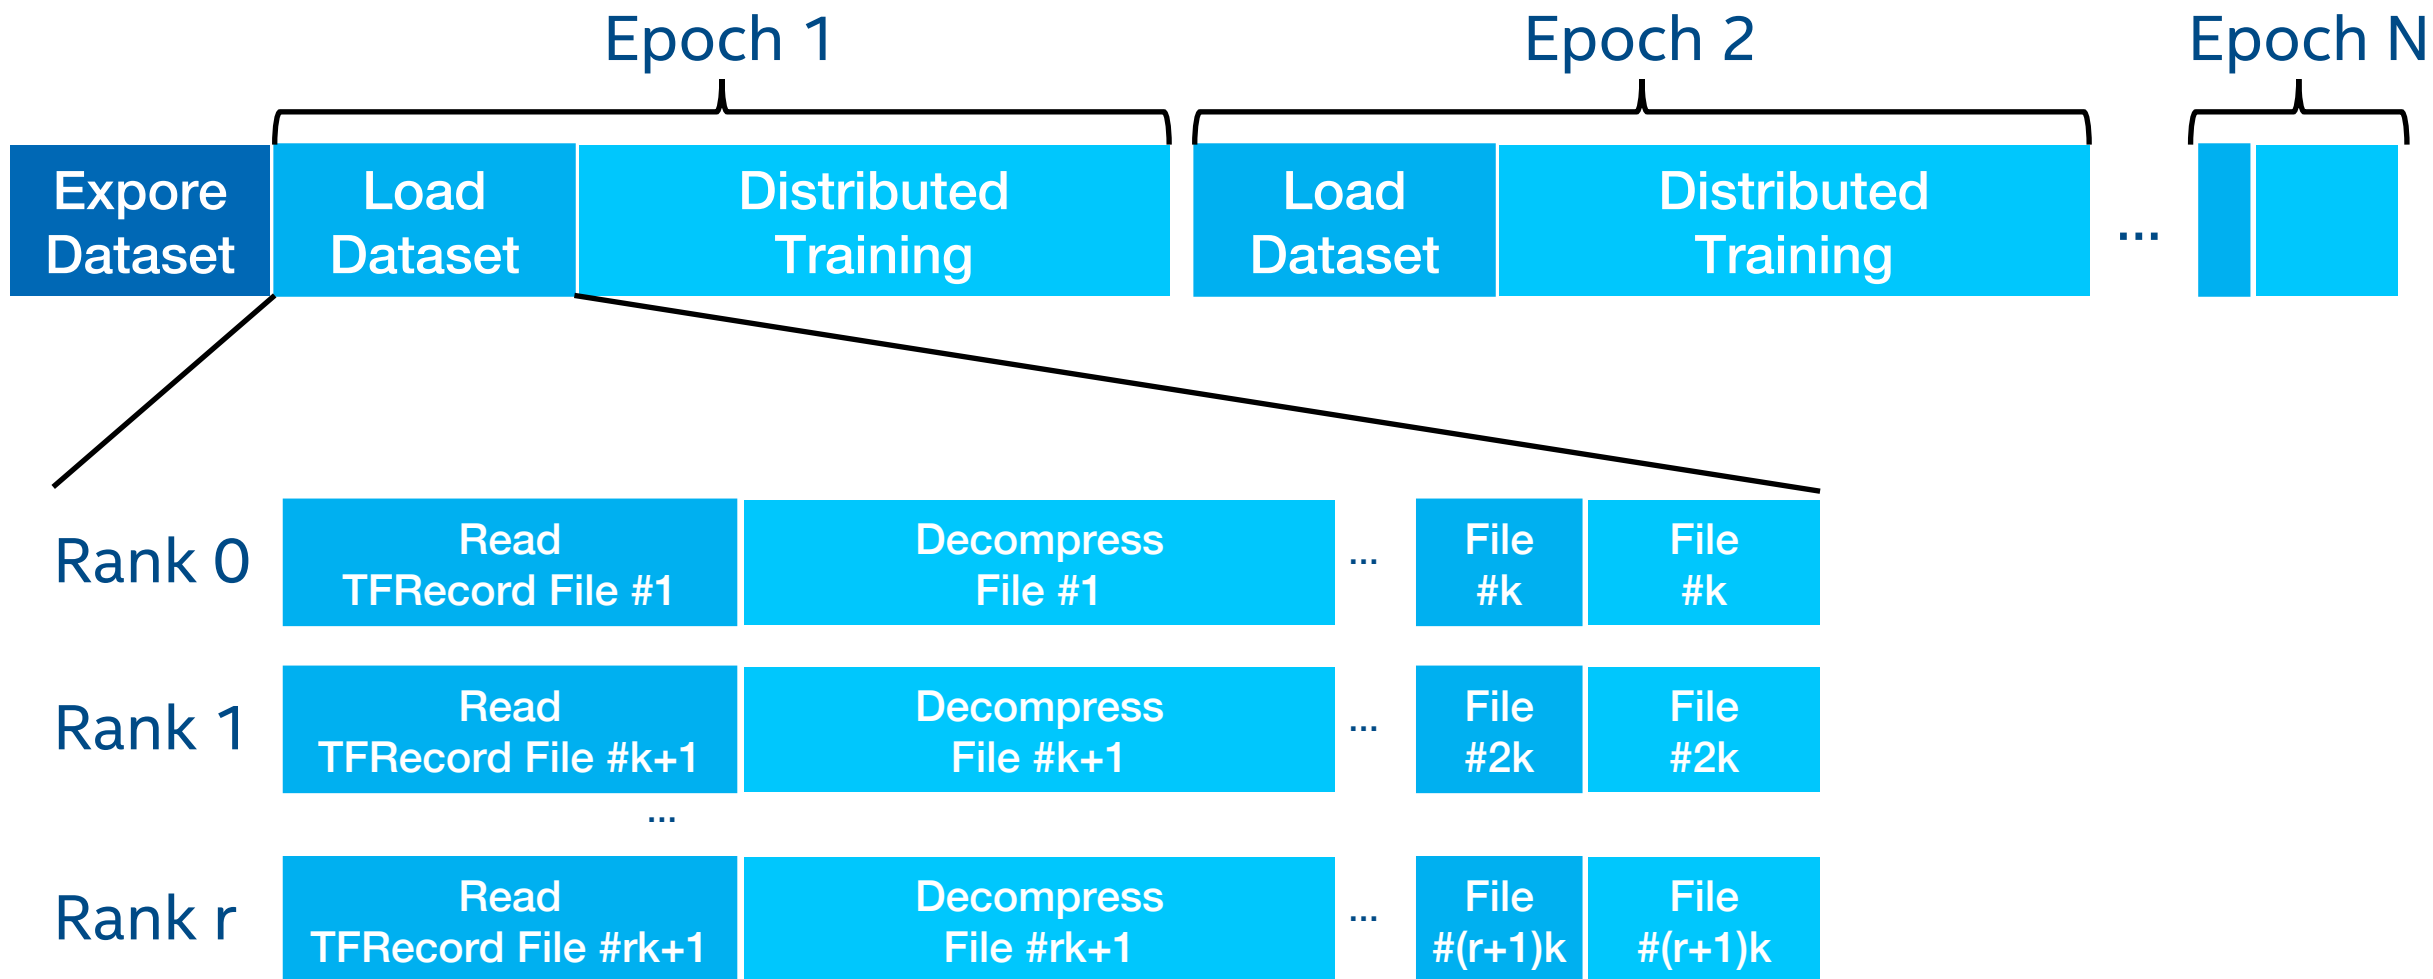 Epoch 1
Epoch 2
Epoch N
Expore
Dataset
Load
Dataset
Distributed
Training
Load
Dataset
Distributed
Training
...
Rank 0
Read
TFRecord File #1
Decompress
File #1
...
File
#k
File
#k
Rank 1
Read
TFRecord File #k+1
Decompress
File #k+1
...
File
#2k
File
#2k
...
Rank r
Read
TFRecord File #rk+1
Decompress
File #rk+1
...
File
#(r+1)k
File
#(r+1)k